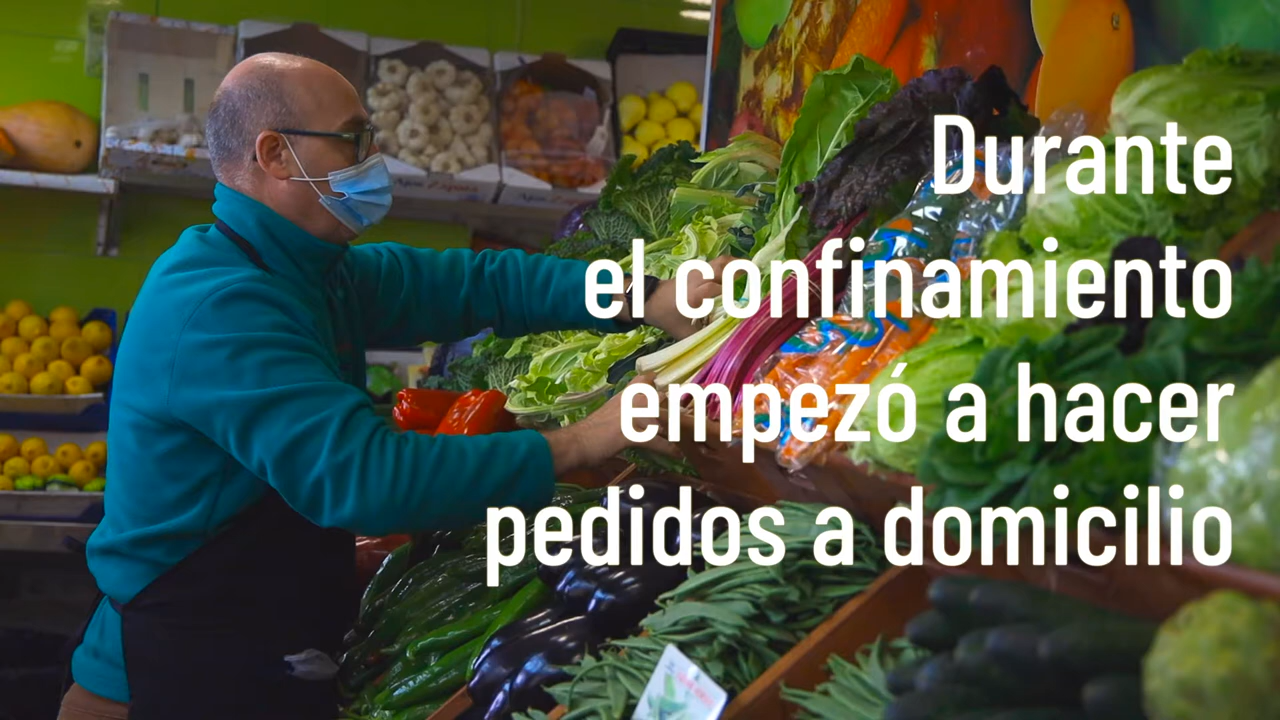 Durante
el confinamiento
empezó a hacer
pedidos a domicilio